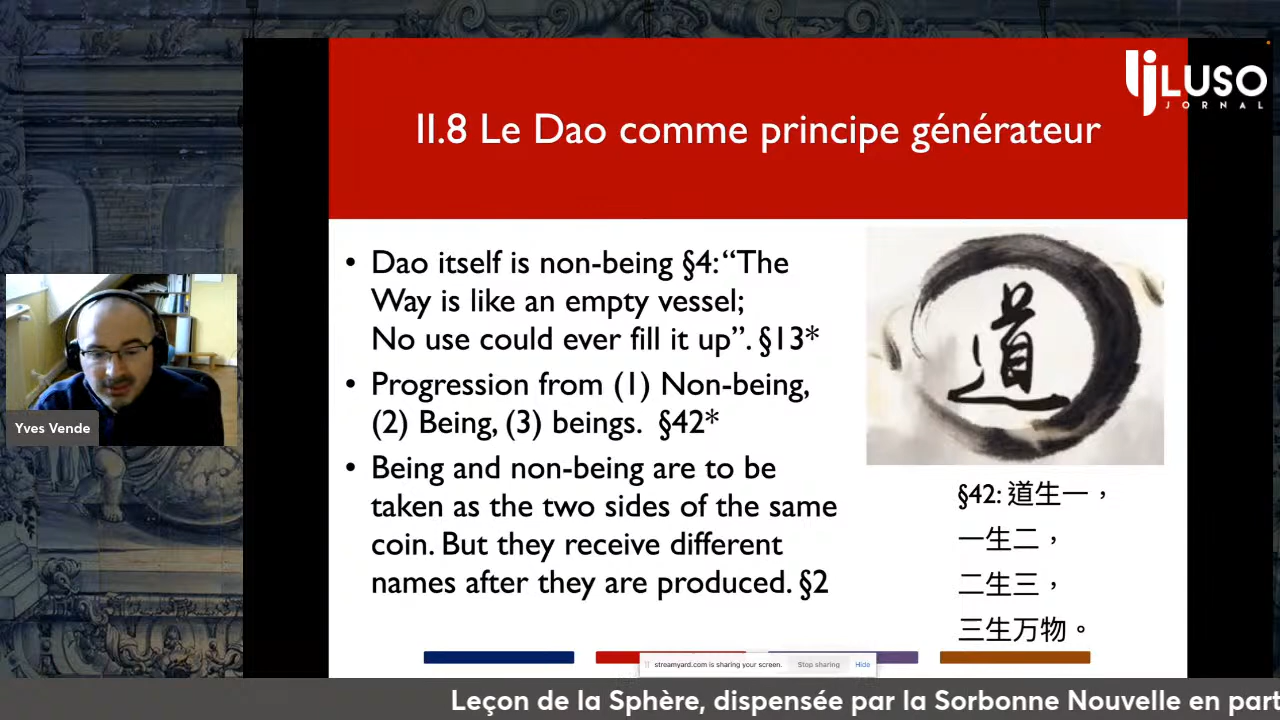 LUSO
JORNAL
II.8 Le Dao comme principe générateur
• Dao itself is non-being §4: “The
Way is like an empty vessel;
No use could ever fill it up”. §13*
• Progression from (1) Non-being,
(2) Being, (3) beings. §42*
• Being and non-being are to be
taken as the two sides of the same
coin. But they receive different
names after they are produced. §2
道
§42: 道生一，
一生二，
二生三，
三生万物。
Yves Vende
streamyard.com is sharing your screen. Stop sharing Hide
Leçon de la Sphère, dispensée par la Sorbonne Nouvelle en part